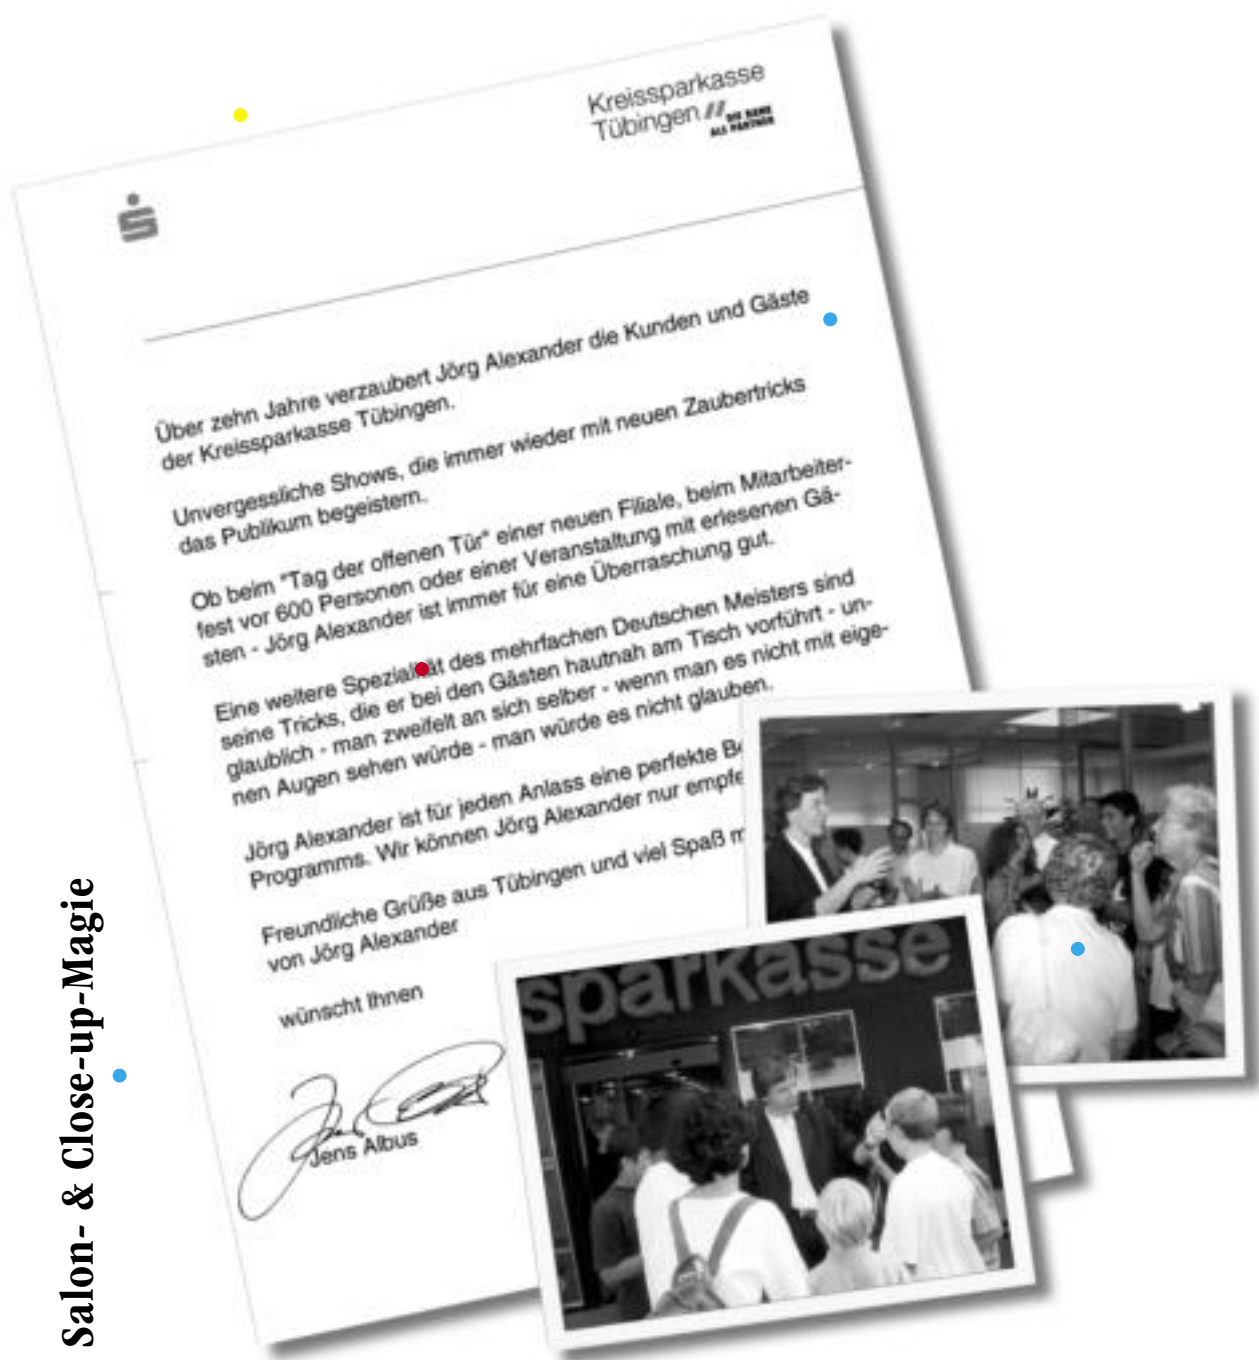 Kreissparkasse
Tübingen
DIE BANK
ALS PARTNER
Über zehn Jahre verzaubert Jörg Alexander die Kunden und Gäste
der Kreissparkasse Tübingen.
Unvergessliche Shows, die immer wieder mit neuen Zaubertricks
das Publikum begeistern.
Ob beim "Tag der offenen Tür" einer neuen Filiale, beim Mitarbeiter-
fest vor 600 Personen oder einer Veranstaltung mit erlesenen Gä-
sten - Jörg Alexander ist immer für eine Überraschung gut.
Eine weitere Spezialität des mehrfachen Deutschen Meisters sind
seine Tricks, die er bei den Gästen hautnah am Tisch vorführt - un-
glaublich - man zweifelt an sich selber - wenn man es nicht mit eige-
nen Augen sehen würde - man würde es nicht glauben.
Jörg Alexander ist für jeden Anlass eine perfekte Be
Programms. Wir können Jörg Alexander nur empfe
Freundliche Grüße aus Tübingen und viel Spaß m
von Jörg Alexander
wünscht Ihnen
Jens Albus
sparkasse
Salon- & Close-up-Magie